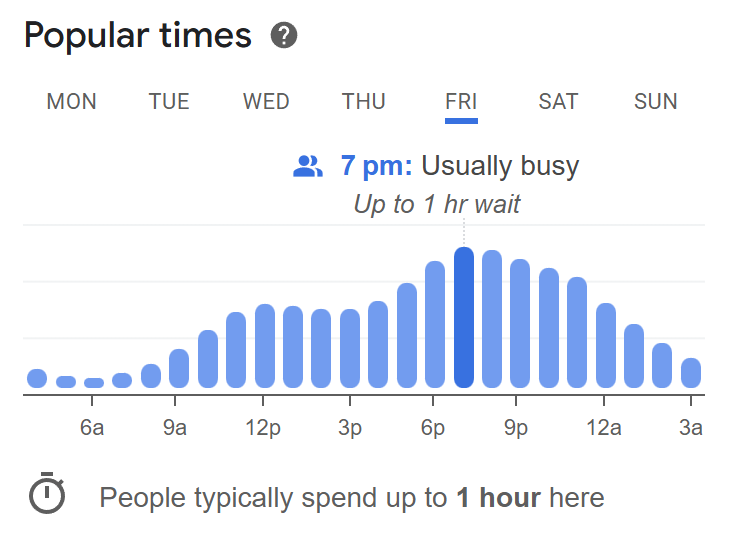 Popular times ?
MON TUE WED THU FRI SAT SUN
7 pm: Usually busy
Up to 1 hr wait
6a 9a 12p 3p 6p 9p 12a 3a
People typically spend up to 1 hour here